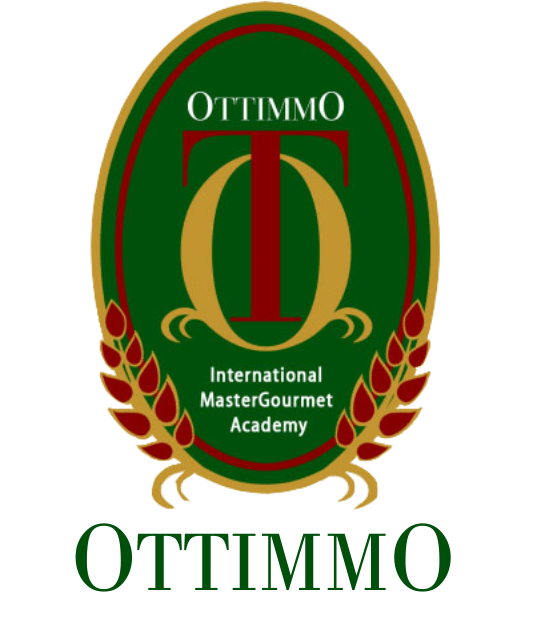 OTTIMMO
TO
International
MasterGourmet
Academy
OTTIMMO